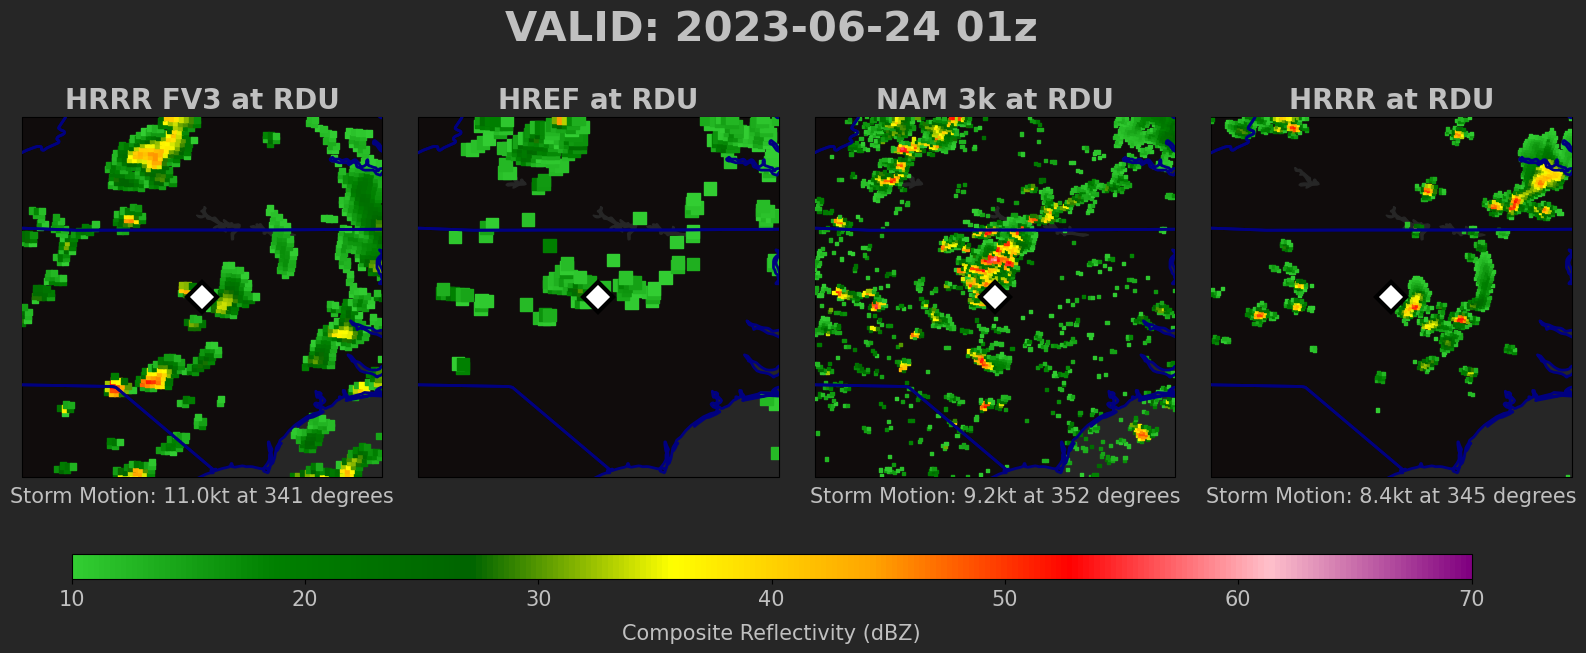 VALID: 2023-06-24 01z
HRRR FV3 at RDU
HREF at RDU
NAM 3k at RDU
HRRR at RDU
Storm Motion: 11.0kt at 341 degrees
Storm Motion: 9.2kt at 352 degrees
Storm Motion: 8.4kt at 345 degrees
10 20 30 40 50 60 70
Composite Reflectivity (dBZ)